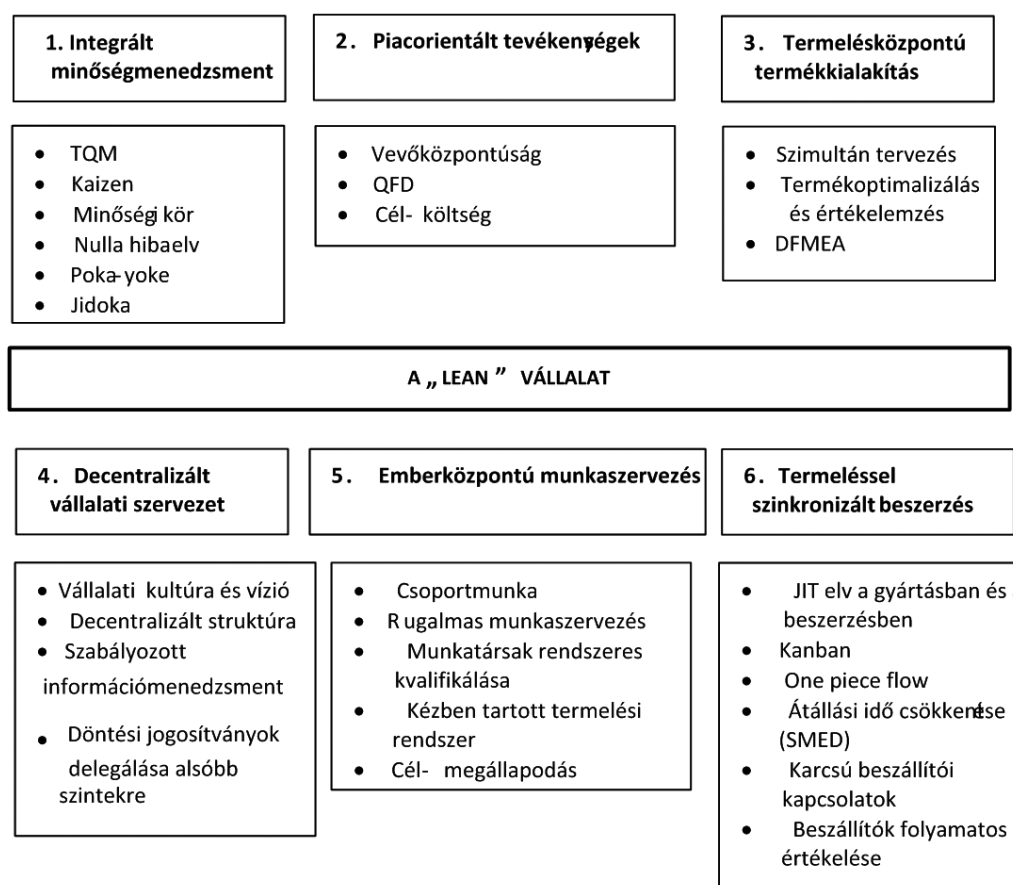 1. Integrált
minőségmenedzsment
2. Piacorientált tevékenységek
3. Termelésközpontú
termékkialakítás
• TQM
• Kaizen
• Minőségi kör
• Nulla hibaelv
• Poka-yoke
• Jidoka
• Vevőközpontúság
• QFD
• Cél- költség
• Szimultán tervezés
• Termékoptimalizálás
és értékelemzés
• DFMEA
A „ LEAN ” VÁLLALAT
4. Decentralizált
vállalati szervezet
5. Emberközpontú munkaszervezés
6. Termeléssel
szinkronizált beszerzés
• Vállalati kultúra és vízió
• Decentralizált struktúra
• Szabályozott
információmenedzsment
• Döntési jogosítványok
delegálása alsóbb
szintekre
• Csoportmunka
• Rugalmas munkaszervezés
• Munkatársak rendszeres
kvalifikálása
• Kézben tartott termelési
rendszer
• Cél- megállapodás
• JIT elv a gyártásban és
beszerzésben
• Kanban
• One piece flow
• Átállási idő csökkentése
(SMED)
• Karcsú beszállítói
kapcsolatok
• Beszállítók folyamatos
értékelése